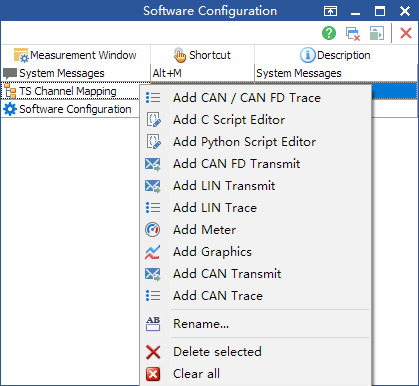 Software Configuration
Measurement Window Shortcut Description
System Messages Alt+M System Messages
TS Channel Mapping
Software Configuration
Add CAN / CAN FD Trace
Add C Script Editor
Add Python Script Editor
Add CAN FD Transmit
Add LIN Transmit
Add LIN Trace
Add Meter
Add Graphics
Add CAN Transmit
Add CAN Trace
AB Rename...
Delete selected
Clear all